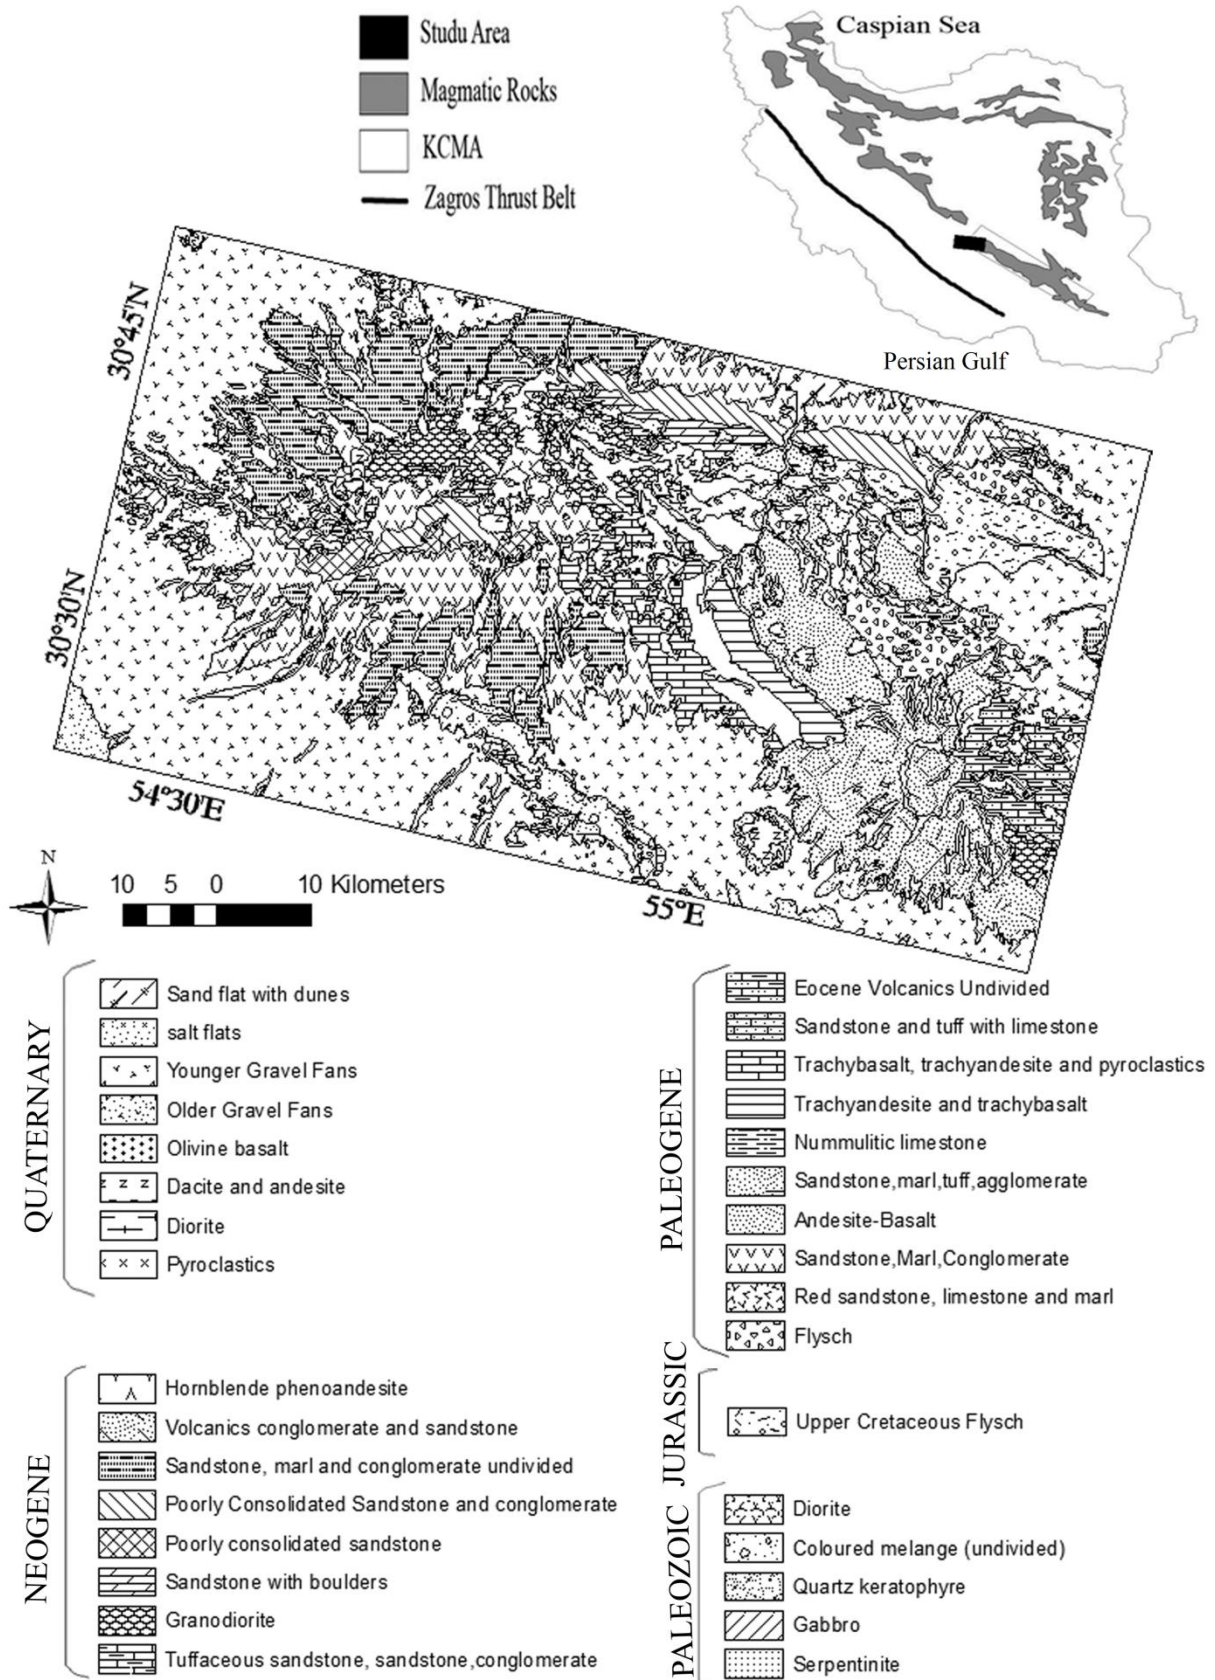 Studu Area
Magmatic Rocks
KCMA
Zagros Thrust Belt
Caspian Sea
Persian Gulf
30°45'N
30°30'N
54°30'E
55°E
N
10 5 0 10 Kilometers
QUATERNARY
Sand flat with dunes
salt flats
Younger Gravel Fans
Older Gravel Fans
Olivine basalt
Dacite and andesite
Diorite
Pyroclastics
NEOGENE
Hornblende phenoandesite
Volcanics conglomerate and sandstone
Sandstone, marl and conglomerate undivided
Poorly Consolidated Sandstone and conglomerate
Poorly consolidated sandstone
Sandstone with boulders
Granodiorite
Tuffaceous sandstone, sandstone,conglomerate
PALEOGENE
Eocene Volcanics Undivided
Sandstone and tuff with limestone
Trachybasalt, trachyandesite and pyroclastics
Trachyandesite and trachybasalt
Nummulitic limestone
Sandstone,marl,tuff,agglomerate
Andesite-Basalt
Sandstone,Marl,Conglomerate
Red sandstone, limestone and marl
Flysch
JURASSIC
Upper Cretaceous Flysch
PALEOZOIC
Diorite
Coloured melange (undivided)
Quartz keratophyre
Gabbro
Serpentinite